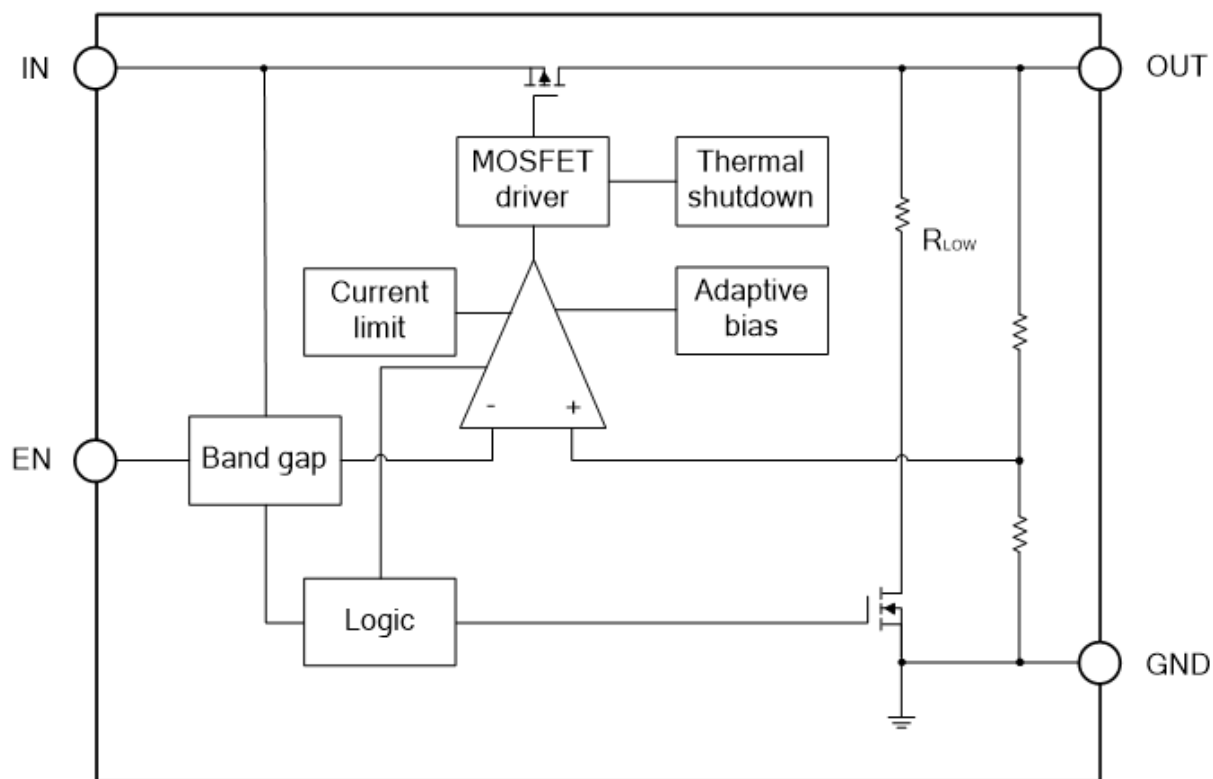 IN
OUT
MOSFET
driver
Thermal
shutdown
RLOW
Current
limit
Adaptive
bias
-
+
EN
Band gap
Logic
GND